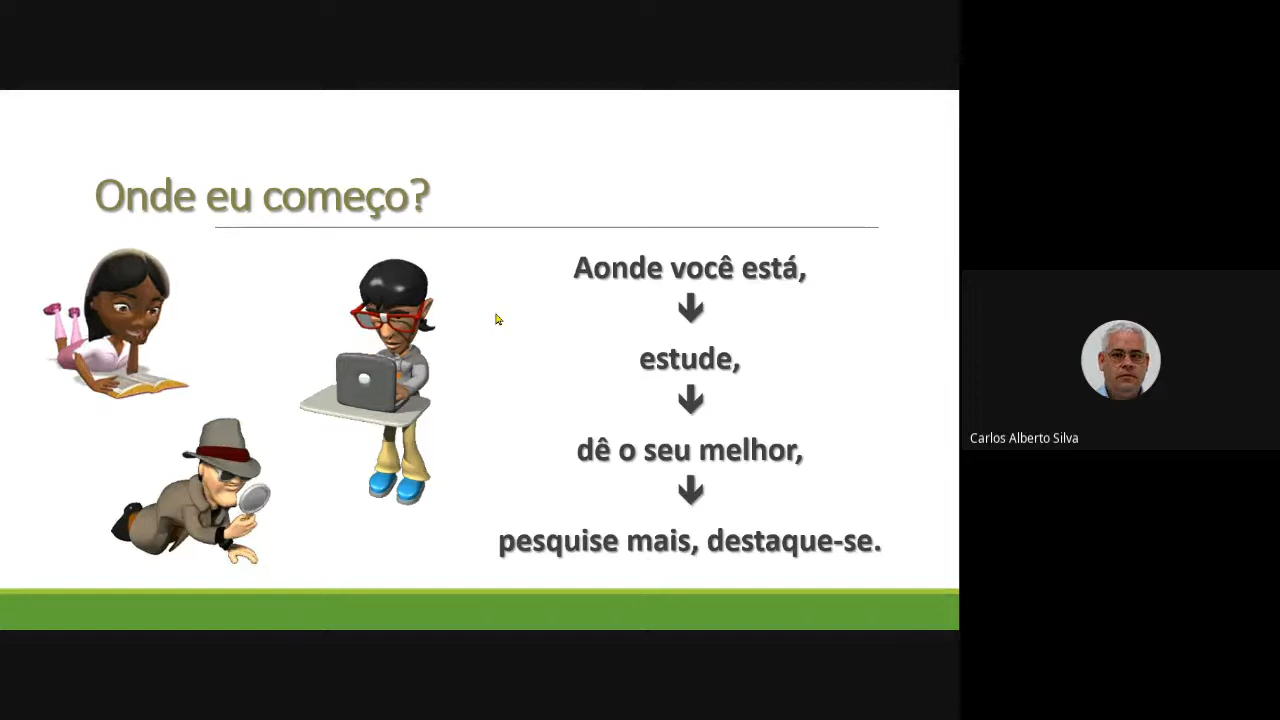 Onde eu começo?
Aonde você está,
estude,
dê o seu melhor,
pesquise mais, destaque-se.
Carlos Alberto Silva